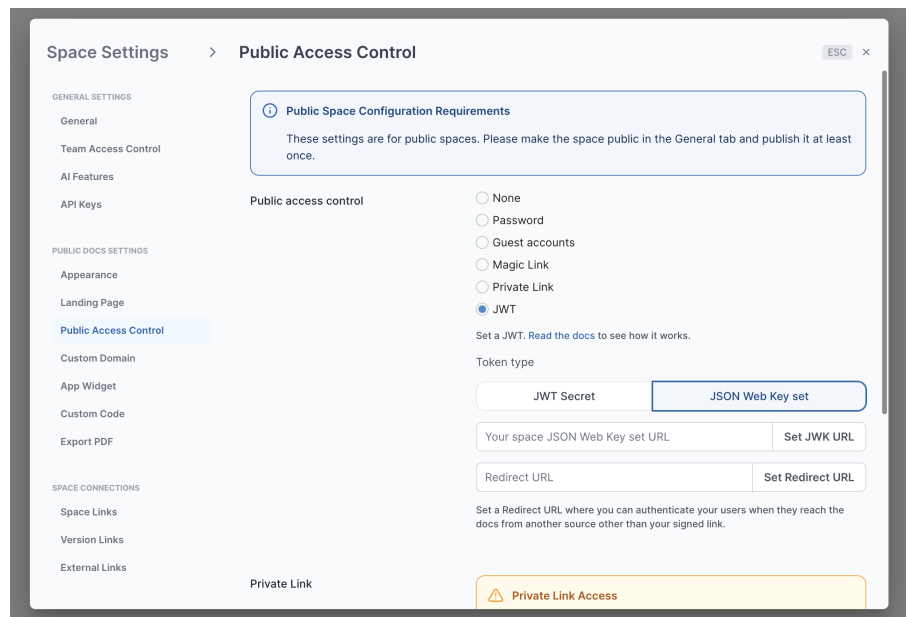 Space Settings
Public Access Control
ESC
GENERAL SETTINGS
General
Team Access Control
AI Features
API Keys
PUBLIC DOCS SETTINGS
Appearance
Landing Page
Public Access Control
Custom Domain
App Widget
Custom Code
Export PDF
SPACE CONNECTIONS
Space Links
Version Links
External Links
Public Space Configuration Requirements
These settings are for public spaces. Please make the space public in the General tab and publish it at least
once.
Public access control
None
Password
Guest accounts
Magic Link
Private Link
JWT
Set a JWT. Read the docs to see how it works.
Token type
JWT Secret
JSON Web Key set
Your space JSON Web Key set URL
Set JWK URL
Redirect URL
Set Redirect URL
Set a Redirect URL where you can authenticate your users when they reach the
docs from another source other than your signed link.
Private Link
Private Link Access